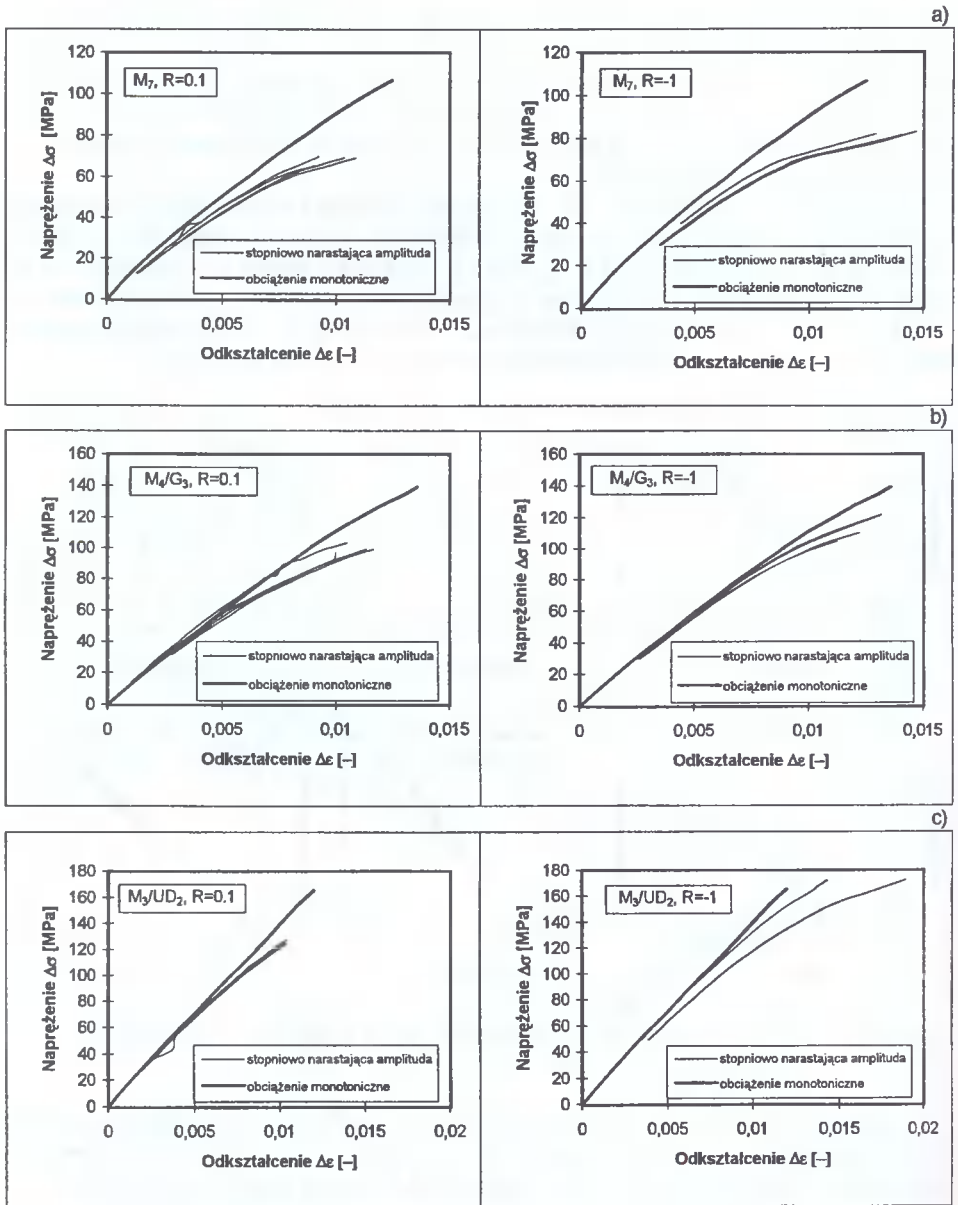 a)
Naprężenie Δσ [MPa]
120
100
80
60
40
20
0
M₇, R=0.1
stopniowo narastająca amplituda
obciążenie monotoniczne
0 0,005 0,01 0,015
Odkształcenie Δε [–]
Naprężenie Δσ [MPa]
120
100
80
60
40
20
0
M₇, R=-1
stopniowo narastająca amplituda
obciążenie monotoniczne
0 0,005 0,01 0,015
Odkształcenie Δε [–]
b)
Naprężenie Δσ [MPa]
160
140
120
100
80
60
40
20
0
M₄/G₃, R=0.1
stopniowo narastająca amplituda
obciążenie monotoniczne
0 0,005 0,01 0,015
Odkształcenie Δε [–]
Naprężenie Δσ [MPa]
160
140
120
100
80
60
40
20
0
M₄/G₃, R=-1
stopniowo narastająca amplituda
obciążenie monotoniczne
0 0,005 0,01 0,015
Odkształcenie Δε [–]
c)
Naprężenie Δσ [MPa]
180
160
140
120
100
80
60
40
20
0
M₃/UD₂, R=0.1
stopniowo narastająca amplituda
obciążenie monotoniczne
0 0,005 0,01 0,015 0,02
Odkształcenie Δε [–]
Naprężenie Δσ [MPa]
180
160
140
120
100
80
60
40
20
0
M₃/UD₂, R=-1
stopniowo narastająca amplituda
obciążenie monotoniczne
0 0,005 0,01 0,015 0,02
Odkształcenie Δε [–]